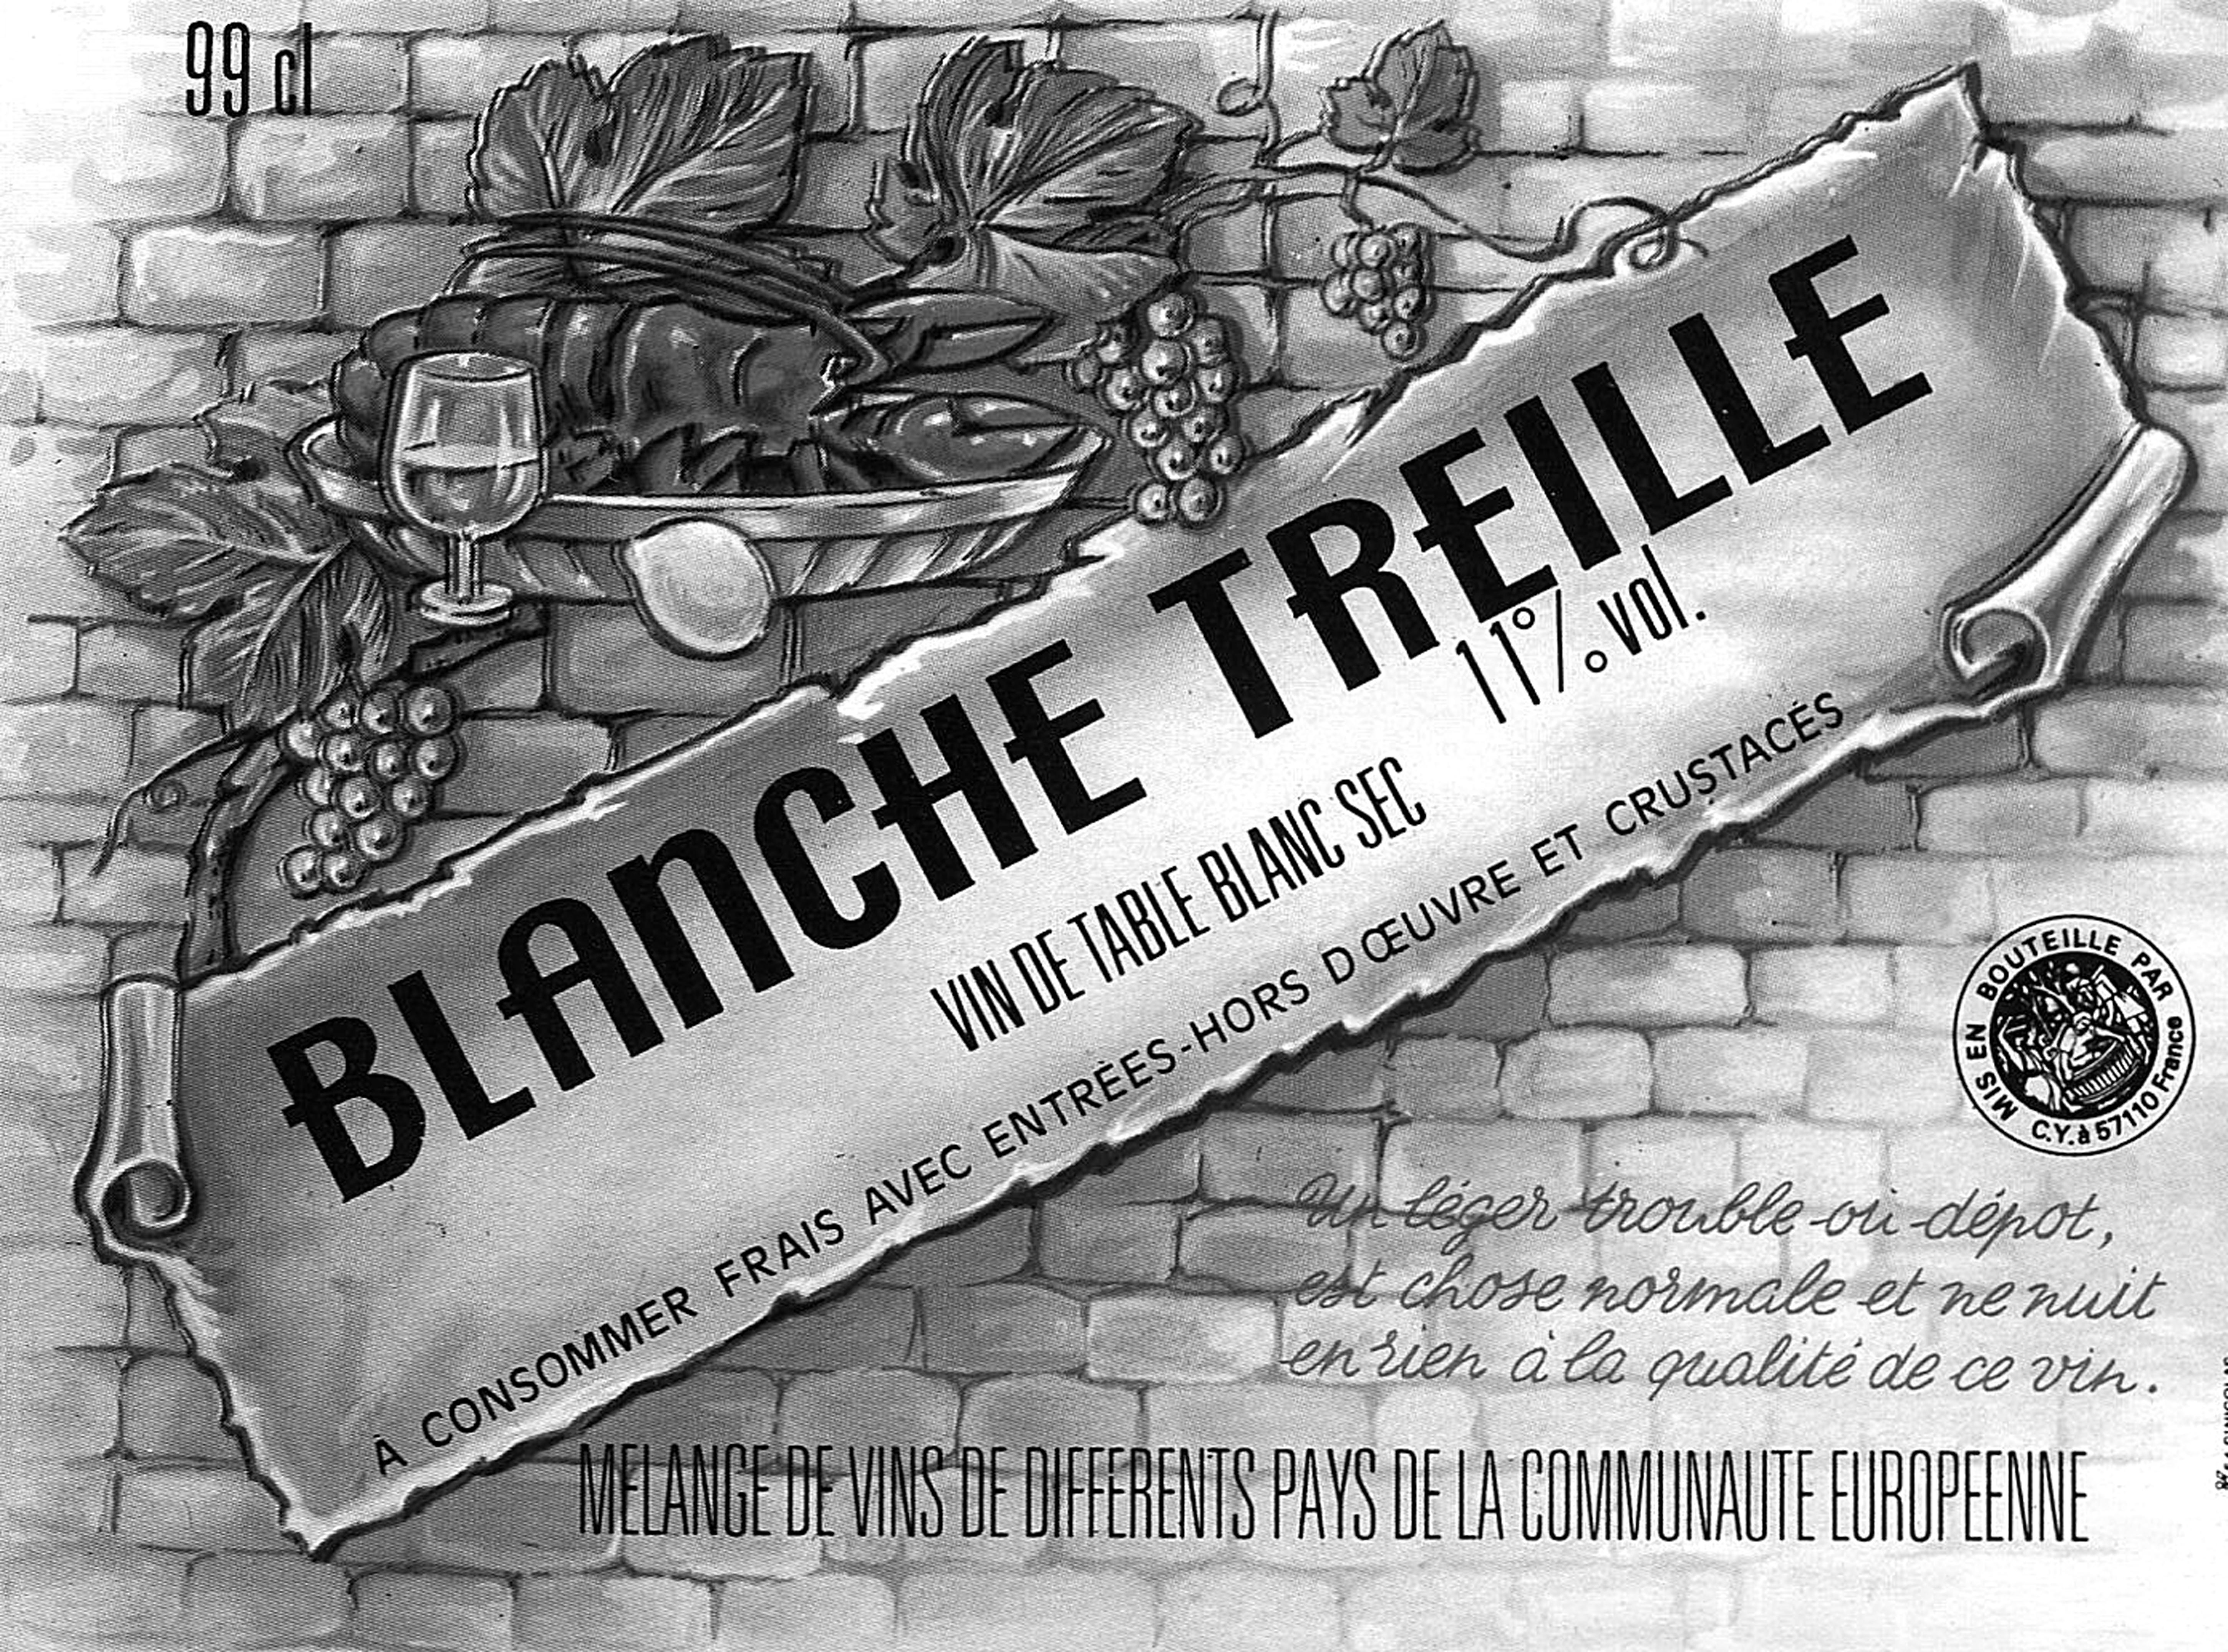 99 cl
BLANCHE TREILLE
11% vol.
VIN DE TABLE BLANC SEC
À CONSOMMER FRAIS AVEC ENTRÉES-HORS D'ŒUVRE ET CRUSTACÉS
MIS EN BOUTEILLE PAR
C.Y. à 57110 France
Un léger trouble ou dépot,
est chose normale et ne nuit
en rien à la qualité de ce vin.
MELANGE DE VINS DE DIFFERENTS PAYS DE LA COMMUNAUTE EUROPEENNE